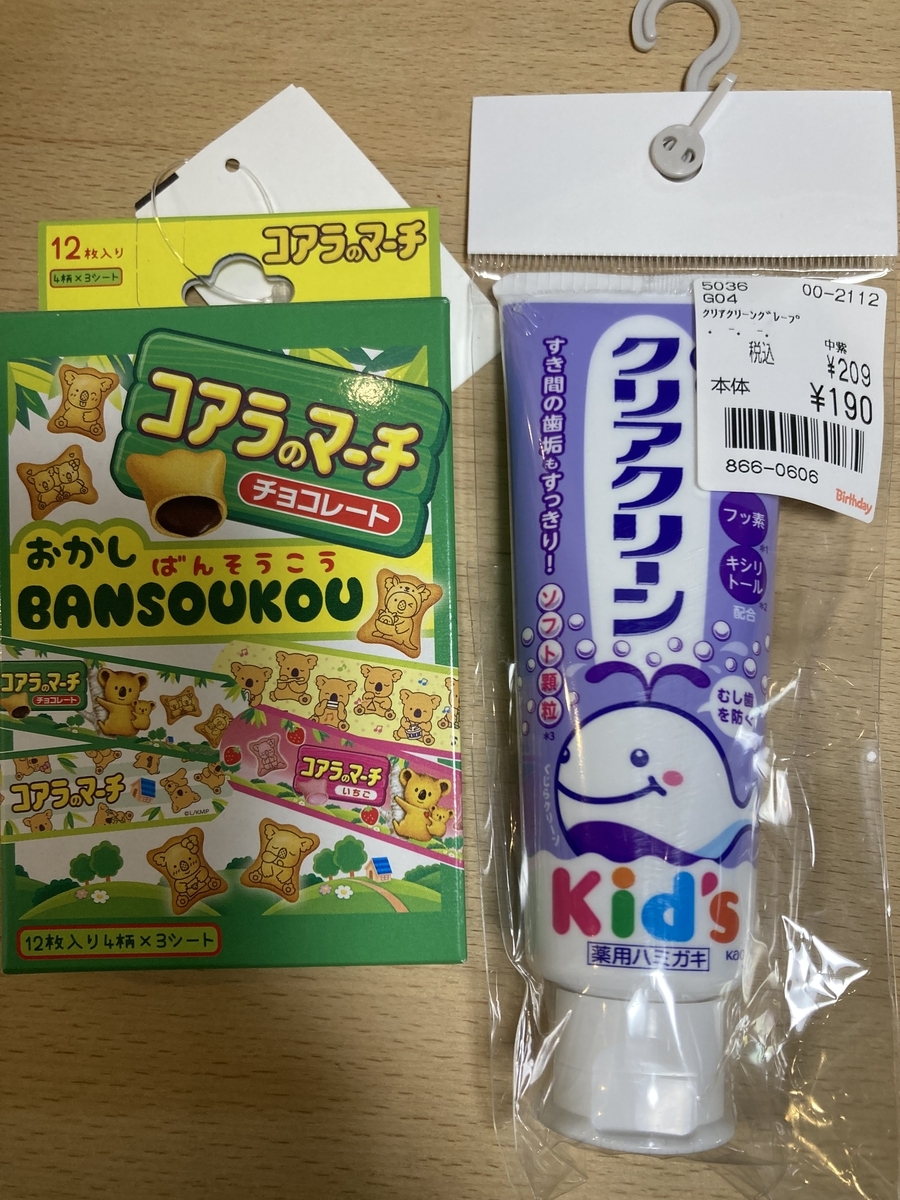 12枚入り
4柄×3シート
コアラのマーチ
コアラのマーチ
チョコレート
おかし
ばんそうこう
BANSOUKOU
コアラのマーチ
チョコレート
コアラのマーチ
いちご
コアラのマーチ
©L/KMP
12枚入り4柄×3シート
5036
00-2112
G04
クリアクリーングレープ
中紫
税込
¥209
本体
¥190
866-0606
Birthday
クリアクリーン
すき間の歯垢もすっきり!
ソフト顆粒
*3
フッ素
*1
キシリトール
*2
配合
むし歯
を防ぐ
Kid's
薬用ハミガキ